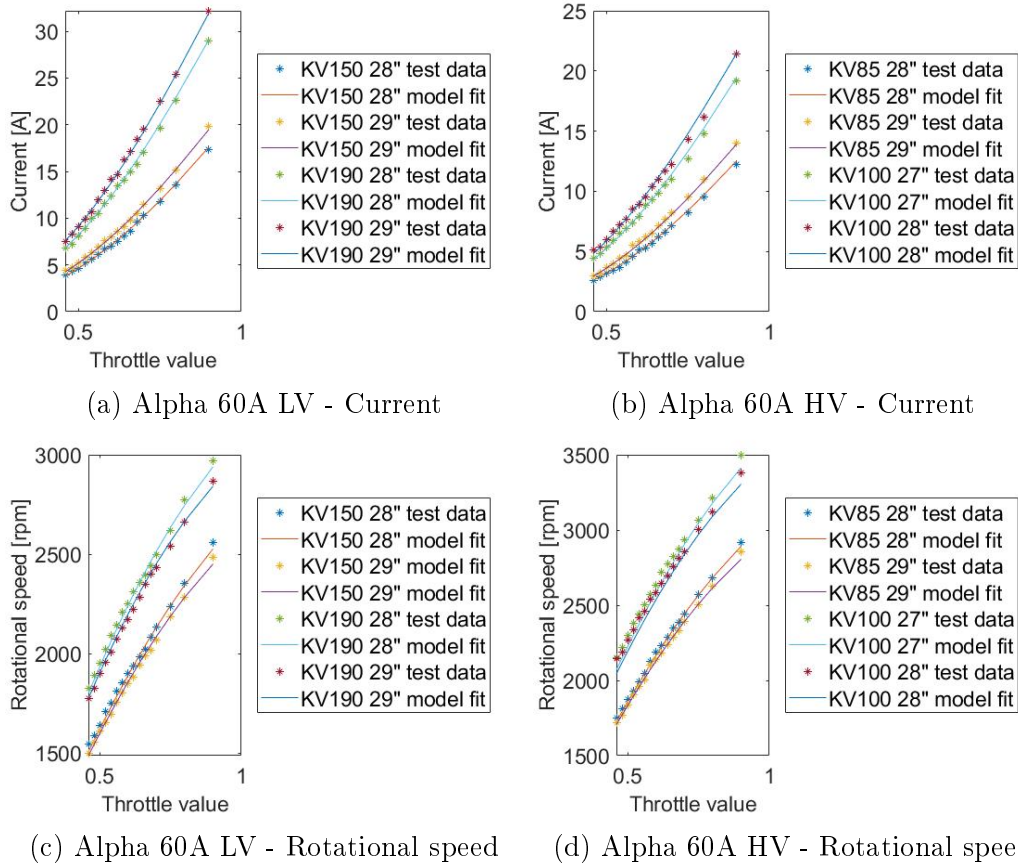 30
25
20
15
10
5
0
Current [A]
0.5
1
Throttle value
KV150 28" test data
KV150 28" model fit
KV150 29" test data
KV150 29" model fit
KV190 28" test data
KV190 28" model fit
KV190 29" test data
KV190 29" model fit
(a) Alpha 60A LV - Current
25
20
15
10
5
0
Current [A]
0.5
1
Throttle value
KV85 28" test data
KV85 28" model fit
KV85 29" test data
KV85 29" model fit
KV100 27" test data
KV100 27" model fit
KV100 28" test data
KV100 28" model fit
(b) Alpha 60A HV - Current
3000
2500
2000
1500
Rotational speed [rpm]
0.5
1
Throttle value
KV150 28" test data
KV150 28" model fit
KV150 29" test data
KV150 29" model fit
KV190 28" test data
KV190 28" model fit
KV190 29" test data
KV190 29" model fit
(c) Alpha 60A LV - Rotational speed
3500
3000
2500
2000
1500
Rotational speed [rpm]
0.5
1
Throttle value
KV85 28" test data
KV85 28" model fit
KV85 29" test data
KV85 29" model fit
KV100 27" test data
KV100 27" model fit
KV100 28" test data
KV100 28" model fit
(d) Alpha 60A HV - Rotational spee